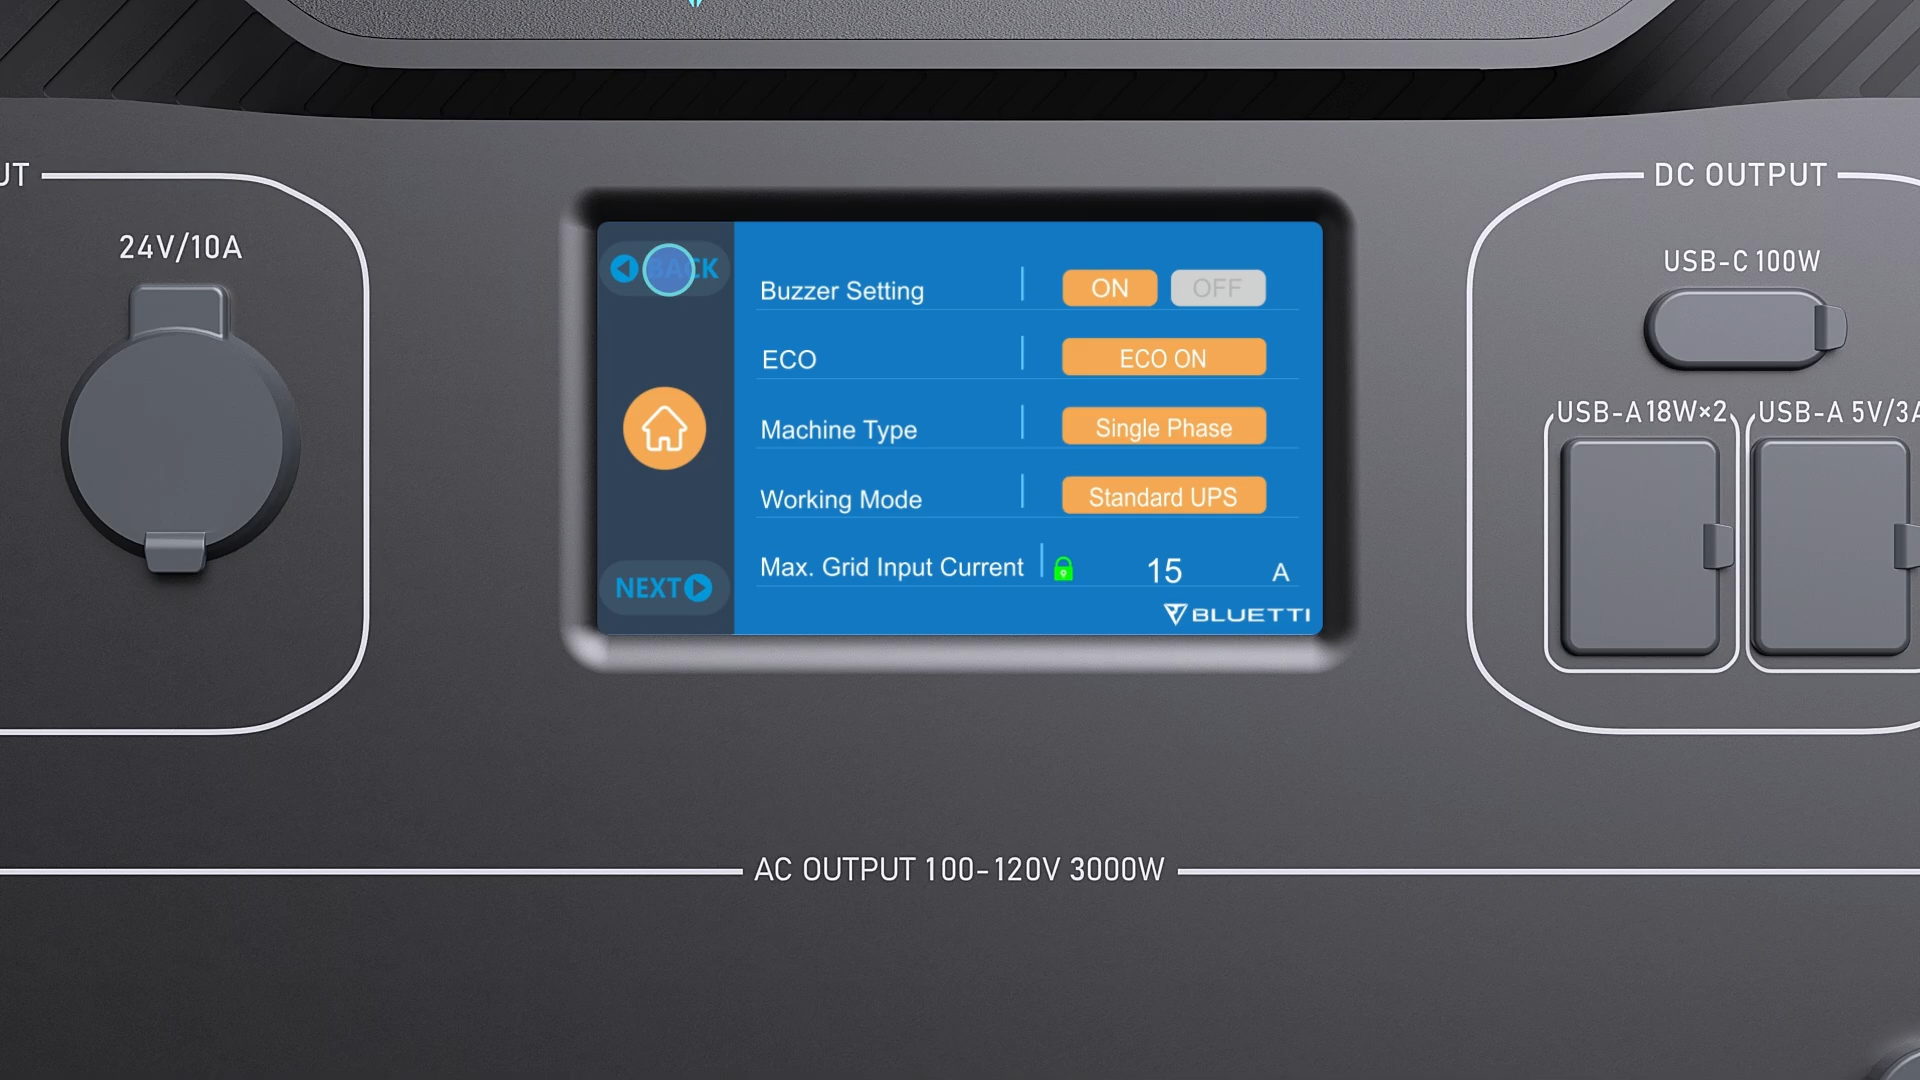 24V/10A
BACK
Buzzer Setting
ON
OFF
ECO
ECO ON
Machine Type
Single Phase
Working Mode
Standard UPS
NEXT
Max. Grid Input Current
15
A
BLUETTI
DC OUTPUT
USB-C 100W
USB-A 18W×2
USB-A 5V/3A
AC OUTPUT 100-120V 3000W